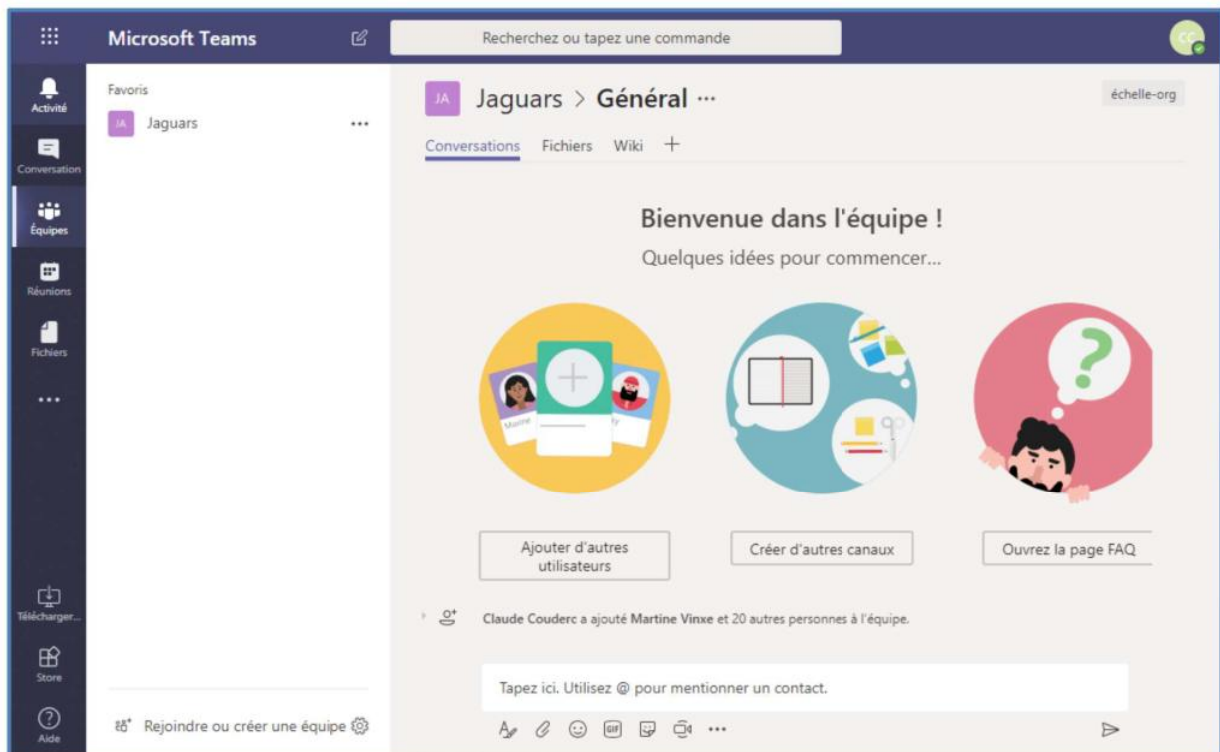 Microsoft Teams
Recherchez ou tapez une commande
CC
Activité
Conversation
Équipes
Réunions
Fichiers
Télécharger...
Store
Aide
Favoris
JA Jaguars
Rejoindre ou créer une équipe
JA Jaguars > Général
échelle-org
Conversations Fichiers Wiki
Bienvenue dans l'équipe !
Quelques idées pour commencer...
Marine
Ajouter d'autres
utilisateurs
Créer d'autres canaux
Ouvrez la page FAQ
Claude Couderc a ajouté Martine Vinxe et 20 autres personnes à l'équipe.
Tapez ici. Utilisez @ pour mentionner un contact.
GIF